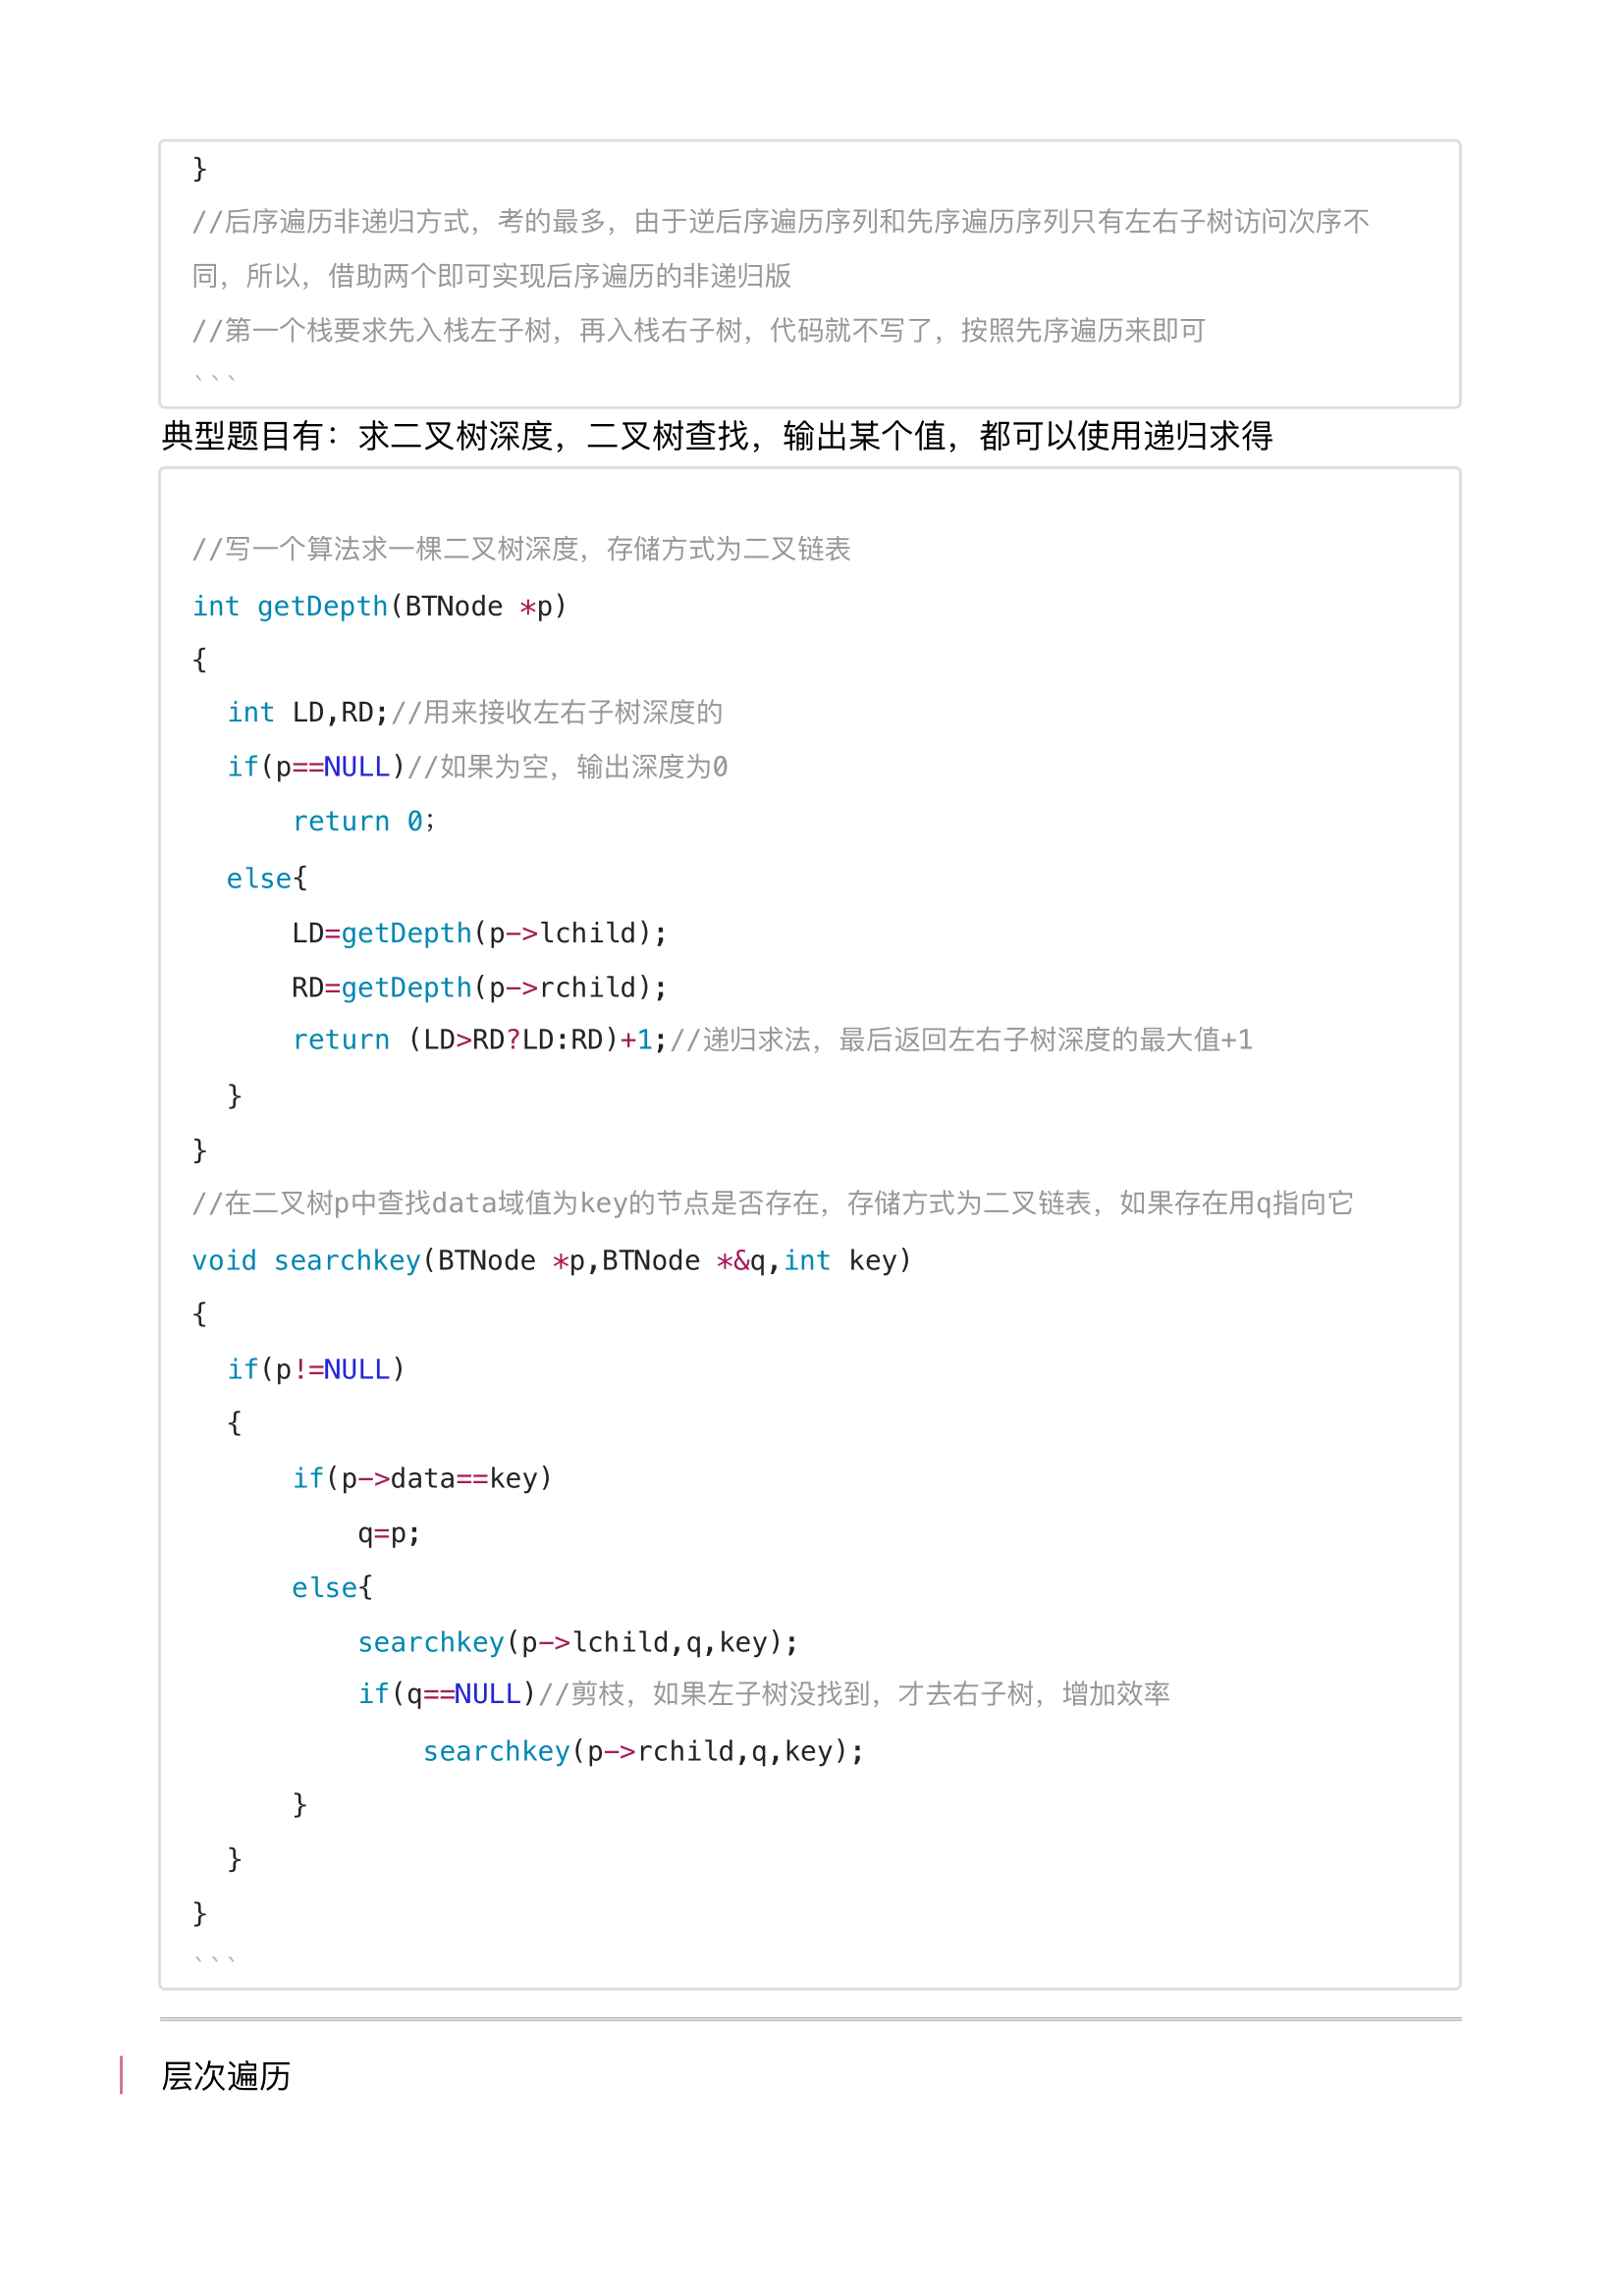 }
//后序遍历非递归方式，考的最多，由于逆后序遍历序列和先序遍历序列只有左右子树访问次序不
同，所以，借助两个即可实现后序遍历的非递归版
//第一个栈要求先入栈左子树，再入栈右子树，代码就不写了，按照先序遍历来即可
```
典型题目有：求二叉树深度，二叉树查找，输出某个值，都可以使用递归求得
//写一个算法求一棵二叉树深度，存储方式为二叉链表
int getDepth(BTNode *p)
{
  int LD,RD;//用来接收左右子树深度的
  if(p==NULL)//如果为空，输出深度为0
      return 0；
  else{
      LD=getDepth(p->lchild);
      RD=getDepth(p->rchild);
      return (LD>RD?LD:RD)+1;//递归求法，最后返回左右子树深度的最大值+1
  }
}
//在二叉树p中查找data域值为key的节点是否存在，存储方式为二叉链表，如果存在用q指向它
void searchkey(BTNode *p,BTNode *&q,int key)
{
  if(p!=NULL)
  {
      if(p->data==key)
          q=p;
      else{
          searchkey(p->lchild,q,key);
          if(q==NULL)//剪枝，如果左子树没找到，才去右子树，增加效率
              searchkey(p->rchild,q,key);
      }
  }
}
```
层次遍历